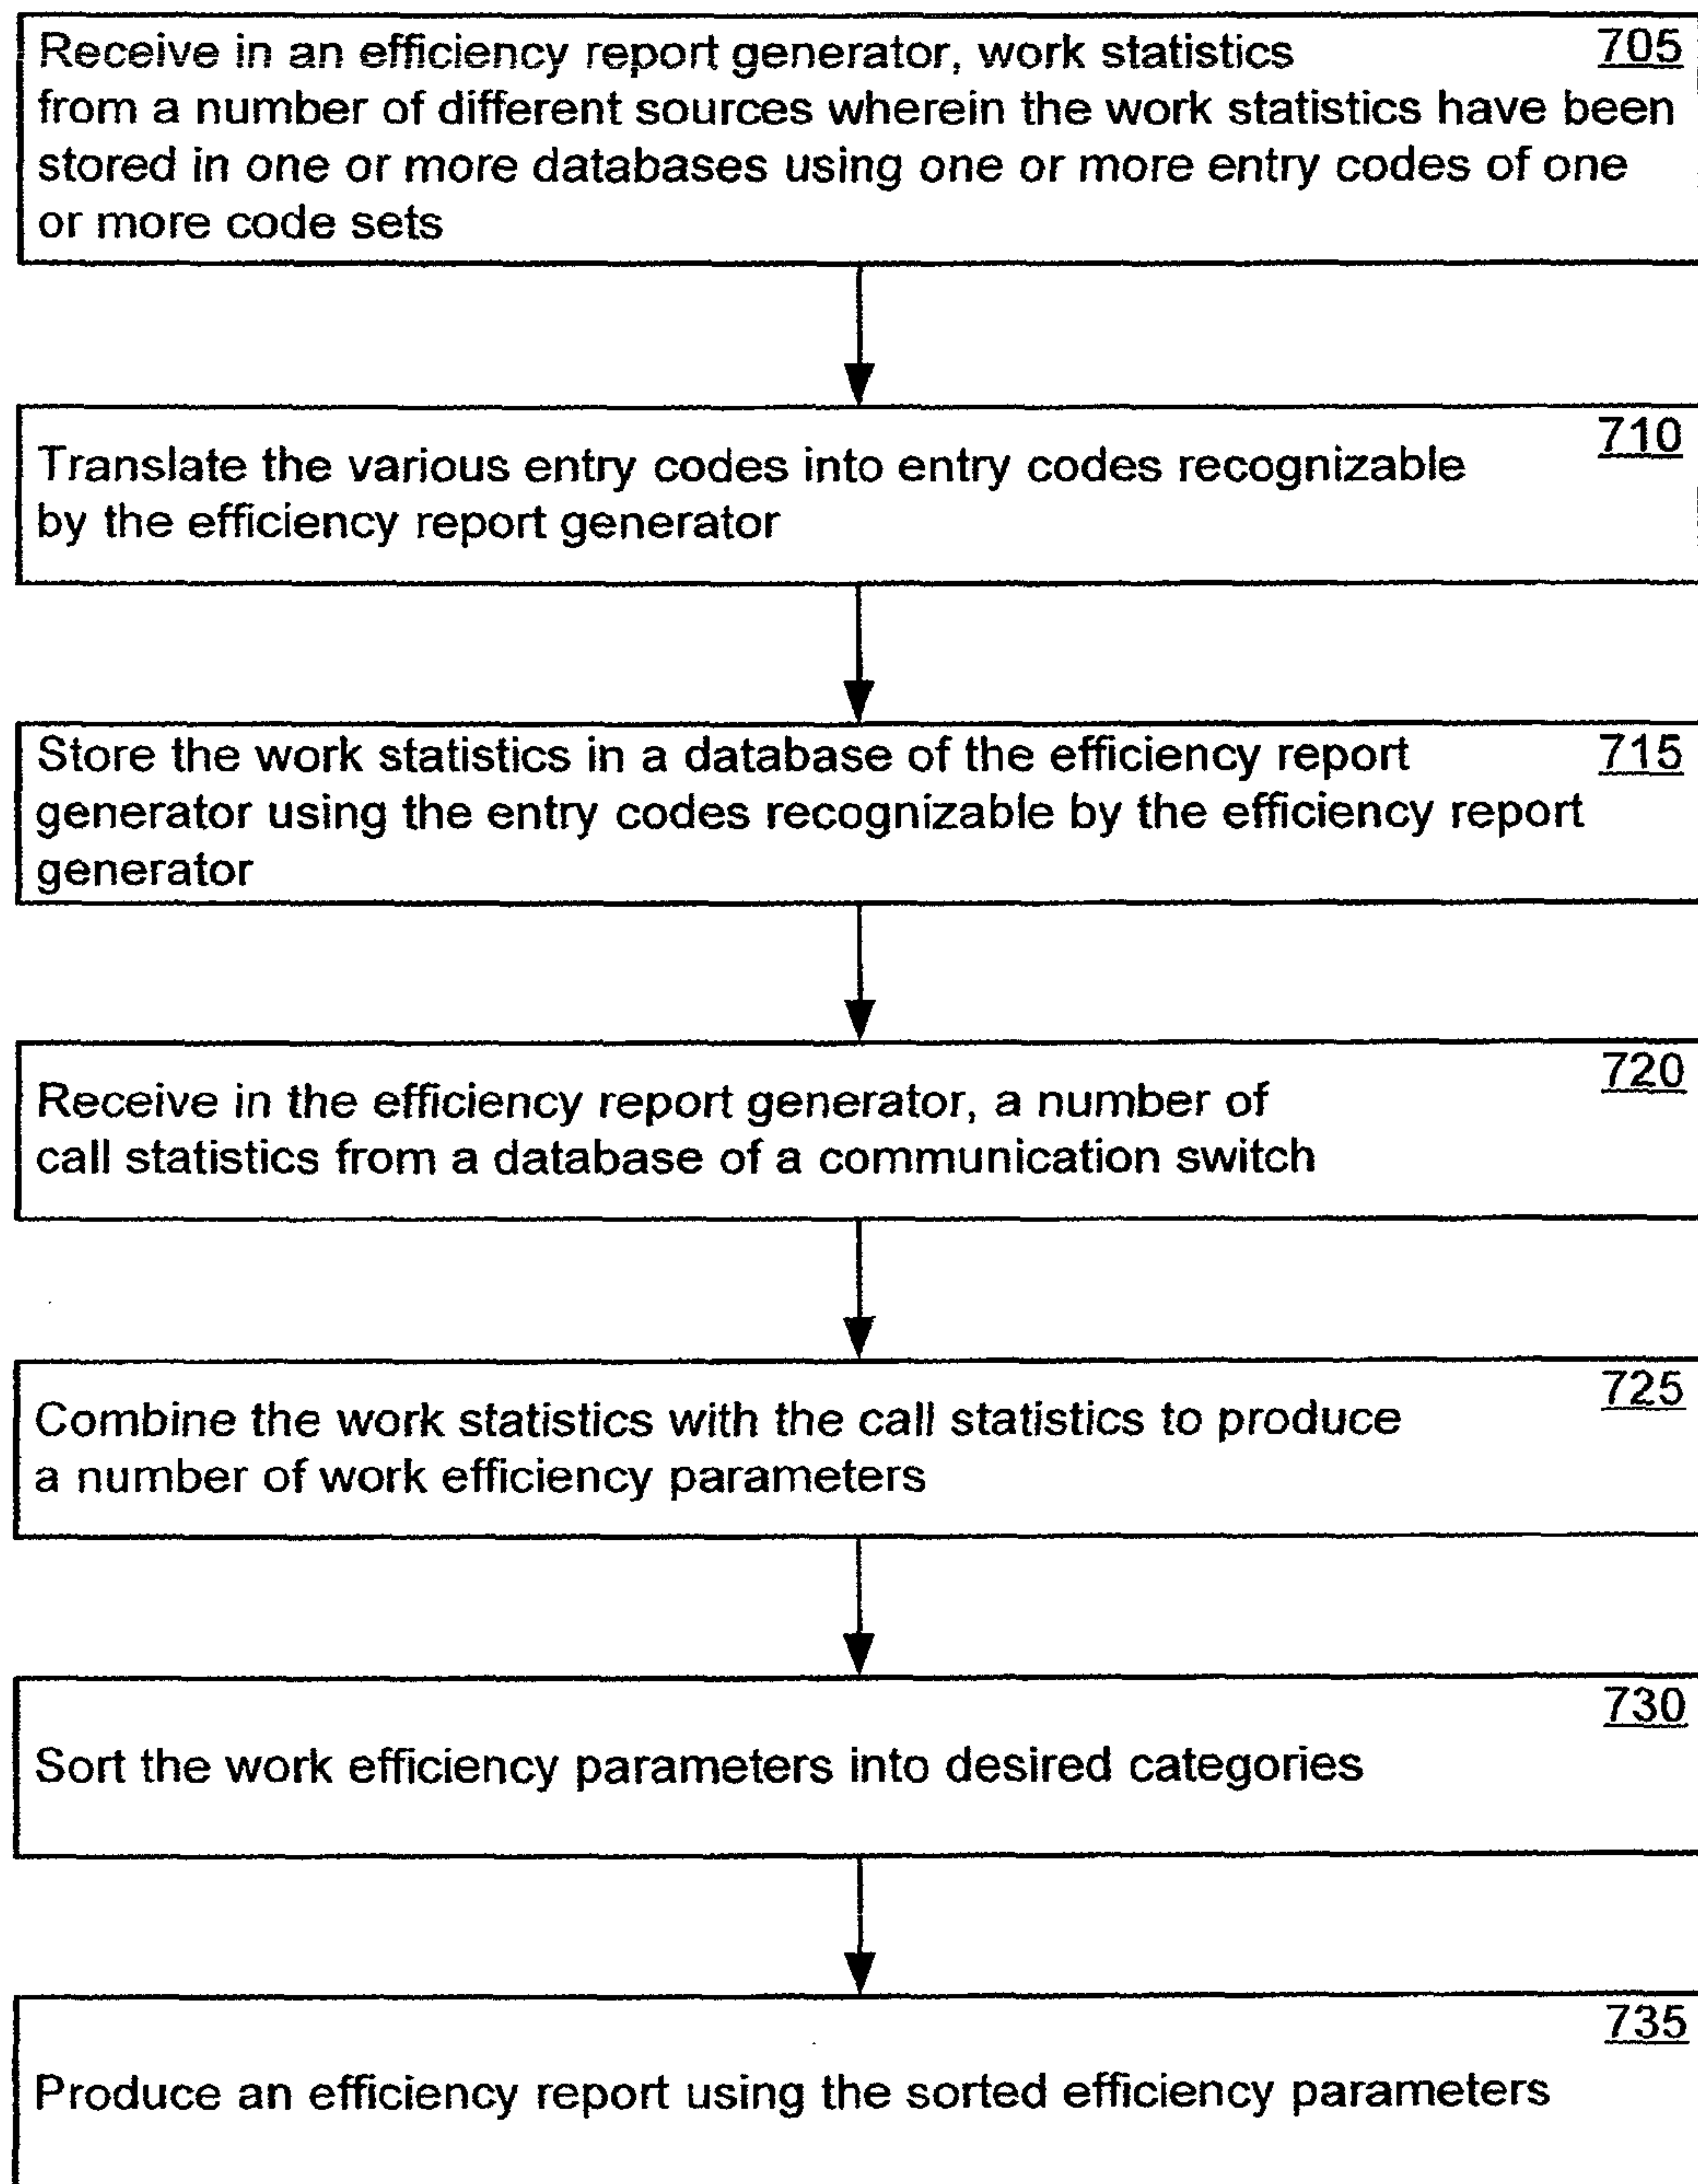 Receive in an efficiency report generator, work statistics 705
from a number of different sources wherein the work statistics have been
stored in one or more databases using one or more entry codes of one
or more code sets
710
Translate the various entry codes into entry codes recognizable
by the efficiency report generator
Store the work statistics in a database of the efficiency report 715
generator using the entry codes recognizable by the efficiency report
generator
720
Receive in the efficiency report generator, a number of
call statistics from a database of a communication switch
725
Combine the work statistics with the call statistics to produce
a number of work efficiency parameters
730
Sort the work efficiency parameters into desired categories
735
Produce an efficiency report using the sorted efficiency parameters